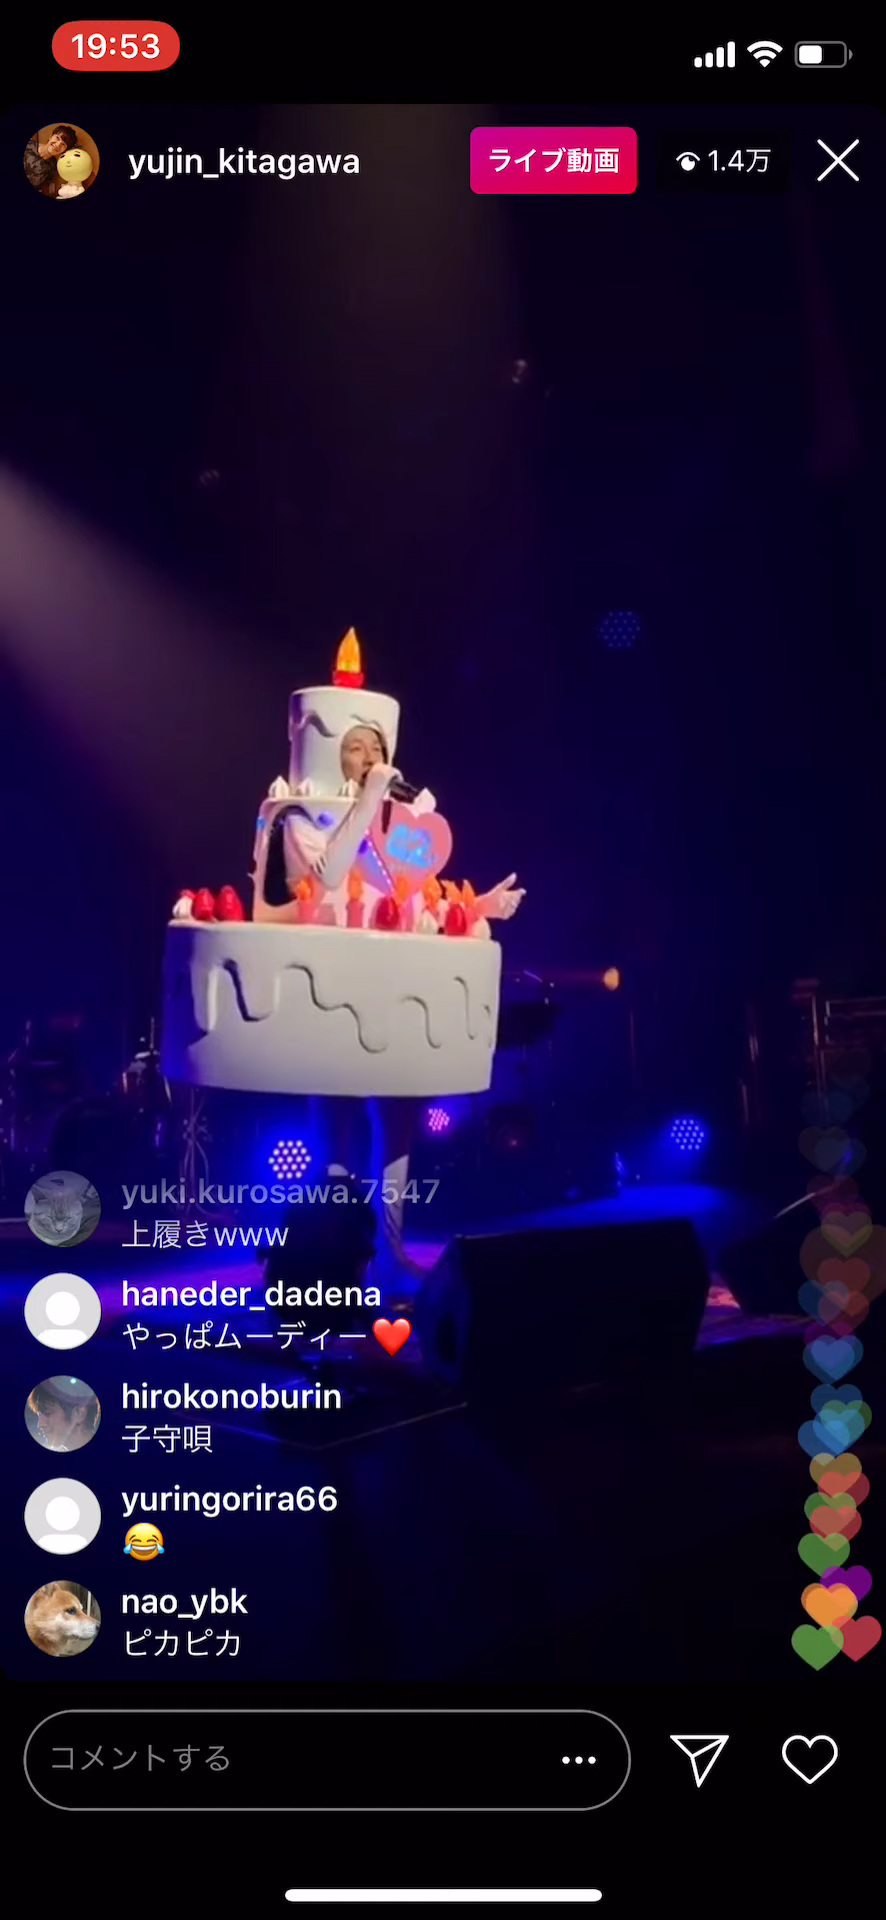 19:53
yujin_kitagawa
ライブ動画
1.4万
yuki.kurosawa.7547
上履きwww
haneder_dadena
やっぱムーディー❤️
hirokonoburin
子守唄
yuringorira66
😂
nao_ybk
ピカピカ
コメントする